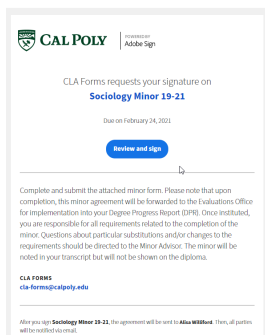 CAL POLY
POWERED BY
Adobe Sign
CLA Forms requests your signature on
Sociology Minor 19-21
Due on February 24, 2021
Review and sign
Complete and submit the attached minor form. Please note that upon
completion, this minor agreement will be forwarded to the Evaluations Office
for implementation into your Degree Progress Report (DPR). Once instituted,
you are responsible for all requirements related to the completion of the
minor. Questions about particular substitutions and/or changes to the
requirements should be directed to the Minor Advisor. The minor will be
noted in your transcript but will not be shown on the diploma.
CLA FORMS
cla-forms@calpoly.edu
After you sign Sociology Minor 19-21, the agreement will be sent to Alisa Williford. Then, all parties
will be notified via email.